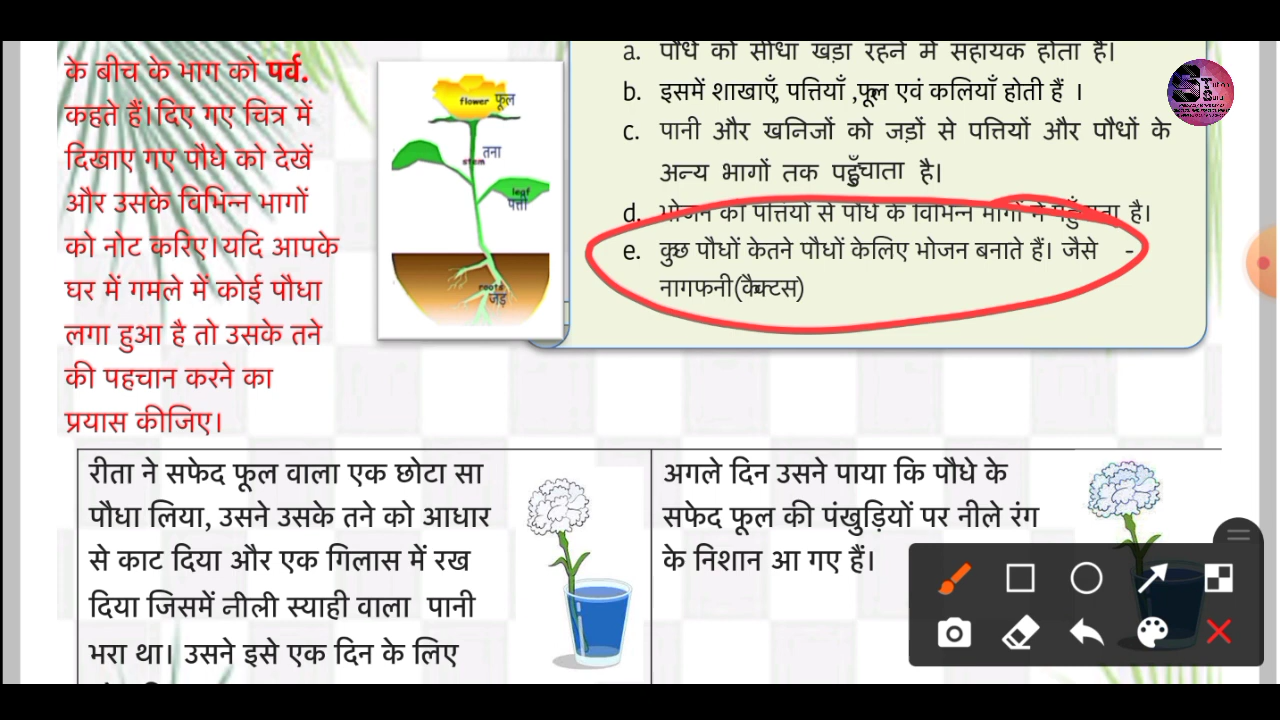 के बीच के भाग को पर्व.
कहते हैं।दिए गए चित्र में
दिखाए गए पौधे को देखें
और उसके विभिन्न भागों
को नोट करिए।यदि आपके
घर में गमले में कोई पौधा
लगा हुआ है तो उसके तने
की पहचान करने का
प्रयास कीजिए।
flower फूल
तना
stem
leaf
पत्ती
roots
जड़
a. पौधे को सीधा खड़ा रहने में सहायक होता है।
b. इसमें शाखाएँ, पत्तियाँ ,फूल एवं कलियाँ होती हैं ।
c. पानी और खनिजों को जड़ों से पत्तियों और पौधों के
अन्य भागों तक पहुँचाता है।
d. भोजन को पत्तियों से पौधे के विभिन्न भागों में पहुँचाता है।
e. कुछ पौधों केतने पौधों केलिए भोजन बनाते हैं। जैसे -
नागफनी(कैक्टस)
रीता ने सफेद फूल वाला एक छोटा सा
पौधा लिया, उसने उसके तने को आधार
से काट दिया और एक गिलास में रख
दिया जिसमें नीली स्याही वाला पानी
भरा था। उसने इसे एक दिन के लिए
अगले दिन उसने पाया कि पौधे के
सफेद फूल की पंखुड़ियों पर नीले रंग
के निशान आ गए हैं।